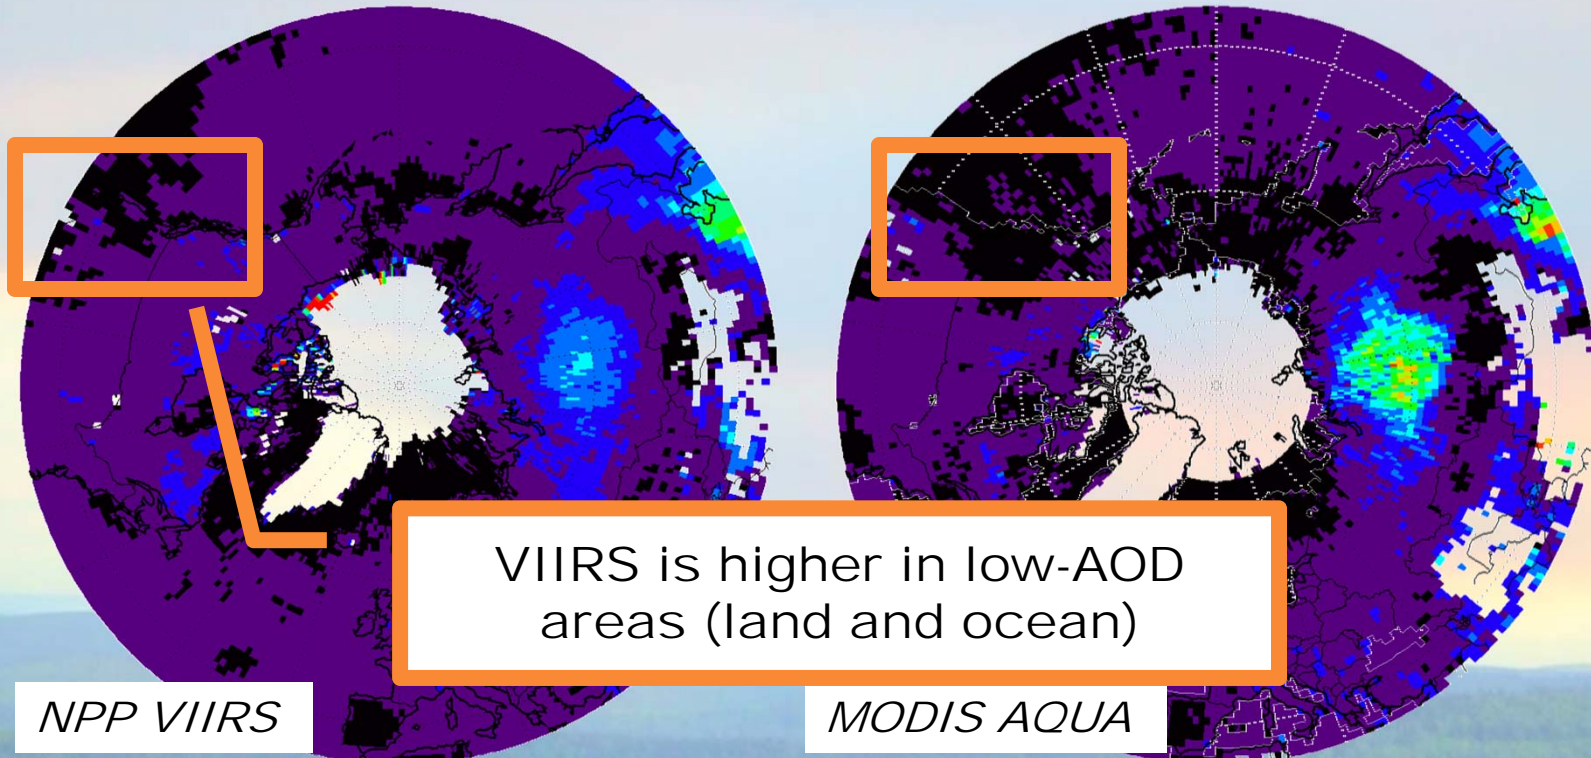 VIIRS is higher in low-AOD
areas (land and ocean)
NPP VIIRS
MODIS AQUA